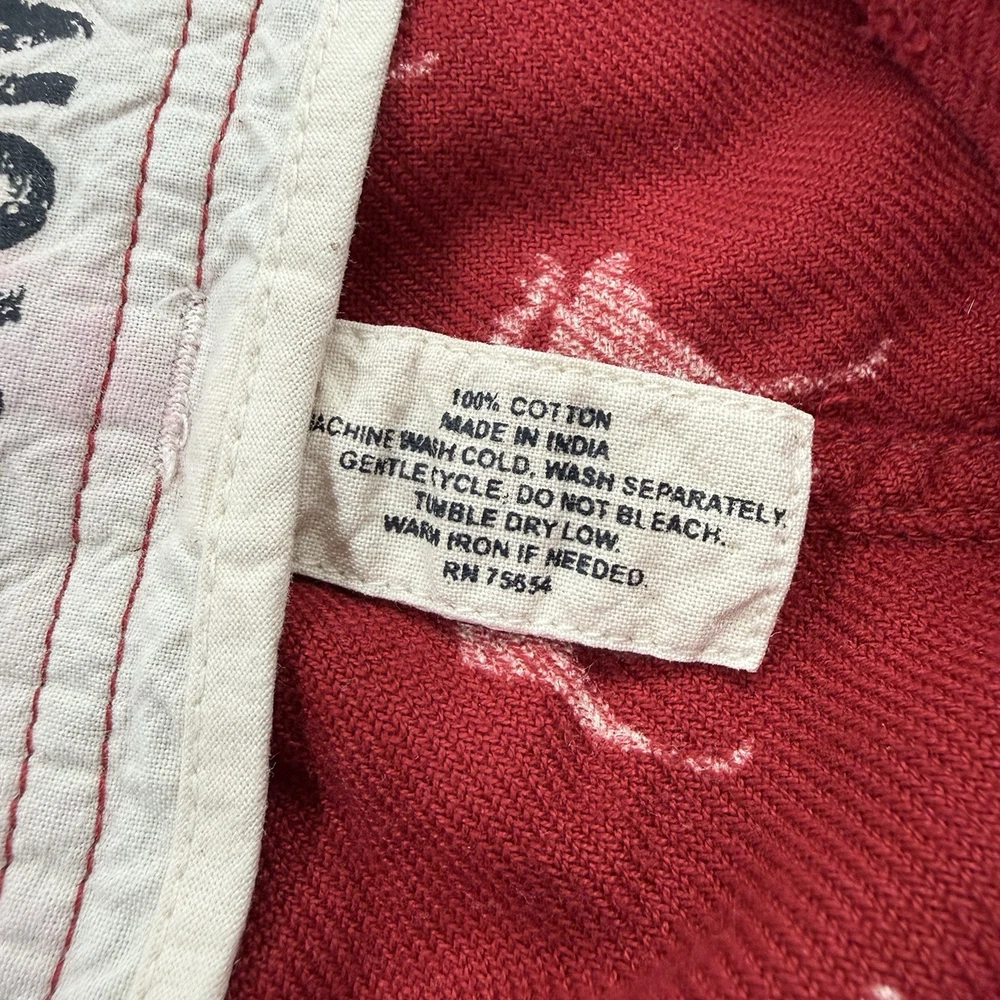 100% COTTON
MADE IN INDIA
ACHINE WASH COLD. WASH SEPARATELY.
GENTLE CYCLE. DO NOT BLEACH.
TUMBLE DRY LOW.
WARM IRON IF NEEDED.
RN 75654